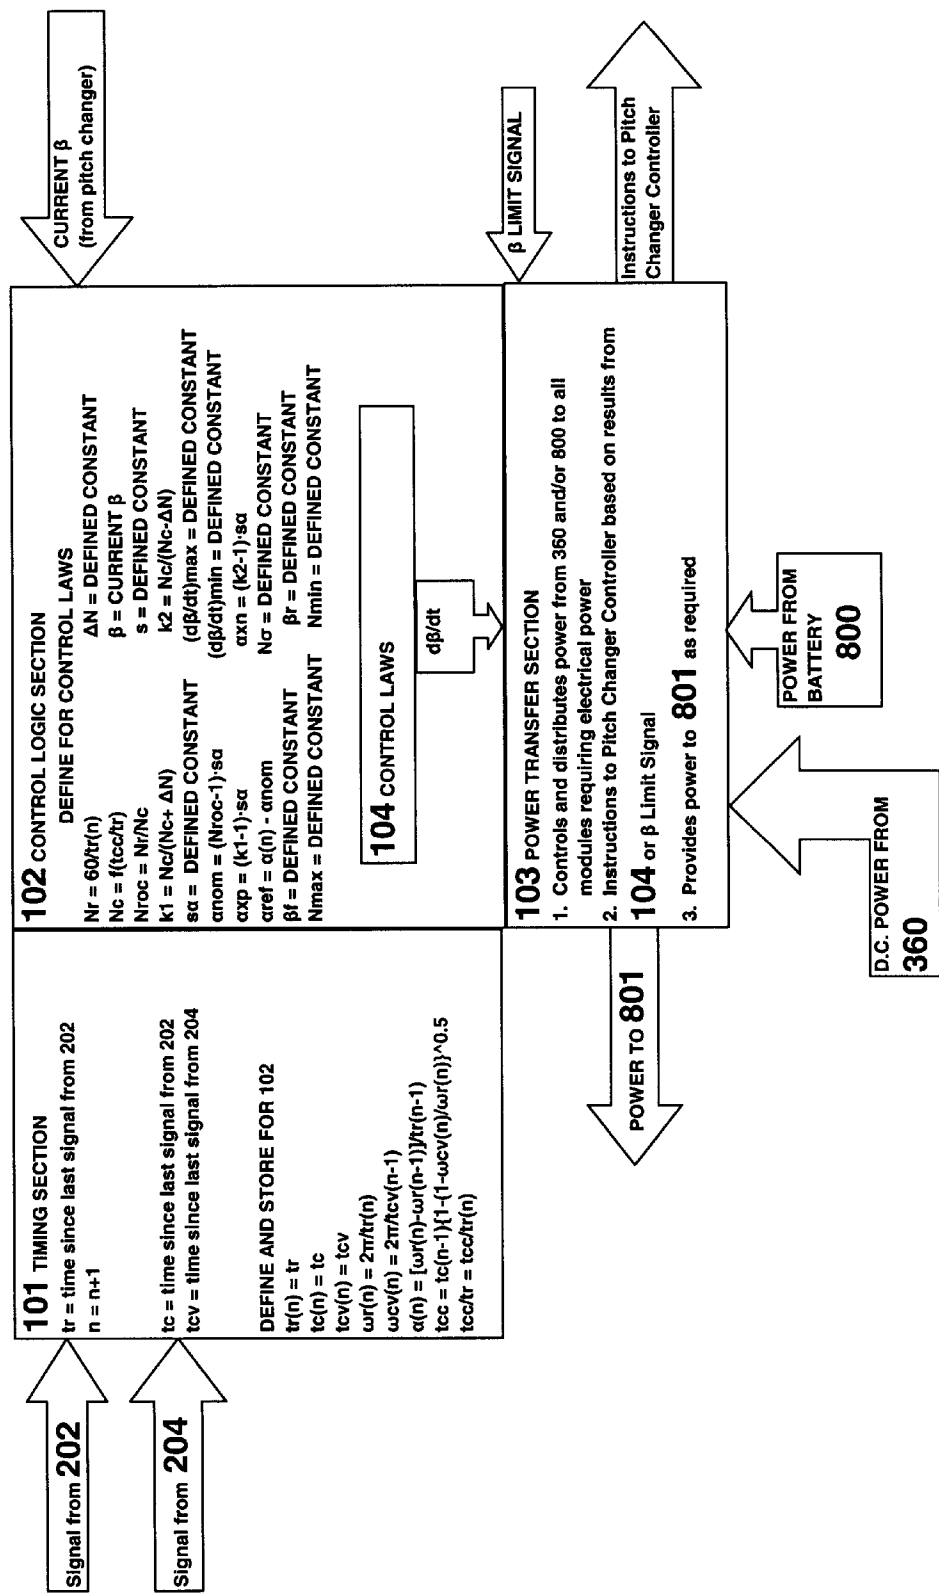 Signal from 202
Signal from 204
101 TIMING SECTION
tr = time since last signal from 202
n = n+1
tc = time since last signal from 202
tcv = time since last signal from 204
DEFINE AND STORE FOR 102
tr(n) = tr
tc(n) = tc
tcv(n) = tcv
ωr(n) = 2π/tr(n)
ωcv(n) = 2π/tcv(n-1)
α(n) = [ωr(n)-ωr(n-1)]/tr(n-1)
tcc = tc(n-1){1-(1-ωcv(n)/ωr(n)}^0.5
tcc/tr = tcc/tr(n)
102 CONTROL LOGIC SECTION
DEFINE FOR CONTROL LAWS
Nr = 60/tr(n) ΔN = DEFINED CONSTANT
Nc = f(tcc/tr) β = CURRENT β
Nroc = Nr/Nc s = DEFINED CONSTANT
k1 = Nc/(Nc+ ΔN) k2 = Nc/(Nc-ΔN)
sα = DEFINED CONSTANT (dβ/dt)max = DEFINED CONSTANT
αnom = (Nroc-1)·sα (dβ/dt)min = DEFINED CONSTANT
αxp = (k1-1)·sα αxn = (k2-1)·sα
αref = α(n) - αnom Nσ = DEFINED CONSTANT
βf = DEFINED CONSTANT βr = DEFINED CONSTANT
Nmax = DEFINED CONSTANT Nmin = DEFINED CONSTANT
104 CONTROL LAWS
dβ/dt
CURRENT β
(from pitch changer)
β LIMIT SIGNAL
103 POWER TRANSFER SECTION
1. Controls and distributes power from 360 and/or 800 to all
modules requiring electrical power
2. Instructions to Pitch Changer Controller based on results from
104 or β Limit Signal
3. Provides power to 801 as required
Instructions to Pitch
Changer Controller
POWER TO 801
D.C. POWER FROM
360
POWER FROM
BATTERY
800